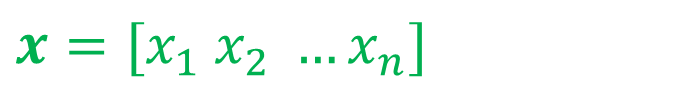 𝒙 = [𝑥₁ 𝑥₂ … 𝑥ₙ]